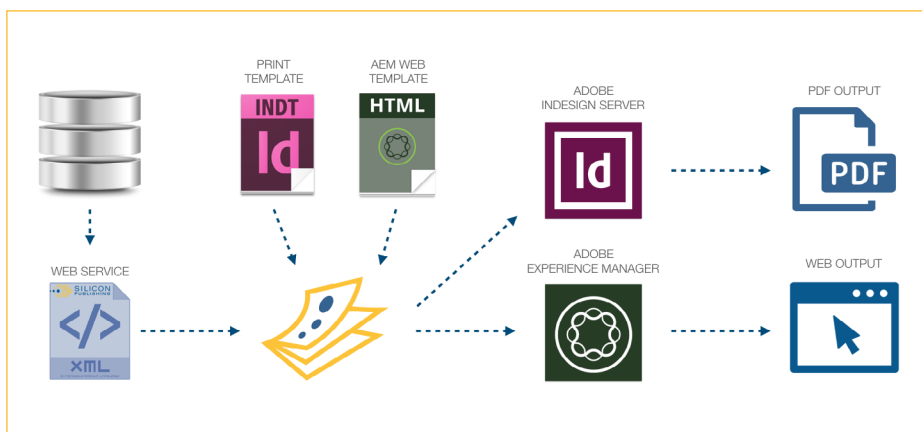 PRINT
TEMPLATE
INDT
Id
AEM WEB
TEMPLATE
HTML
ADOBE
INDESIGN SERVER
Id
PDF OUTPUT
PDF
WEB SERVICE
SILICON
PUBLISHING
</>
XML
ADOBE
EXPERIENCE MANAGER
WEB OUTPUT